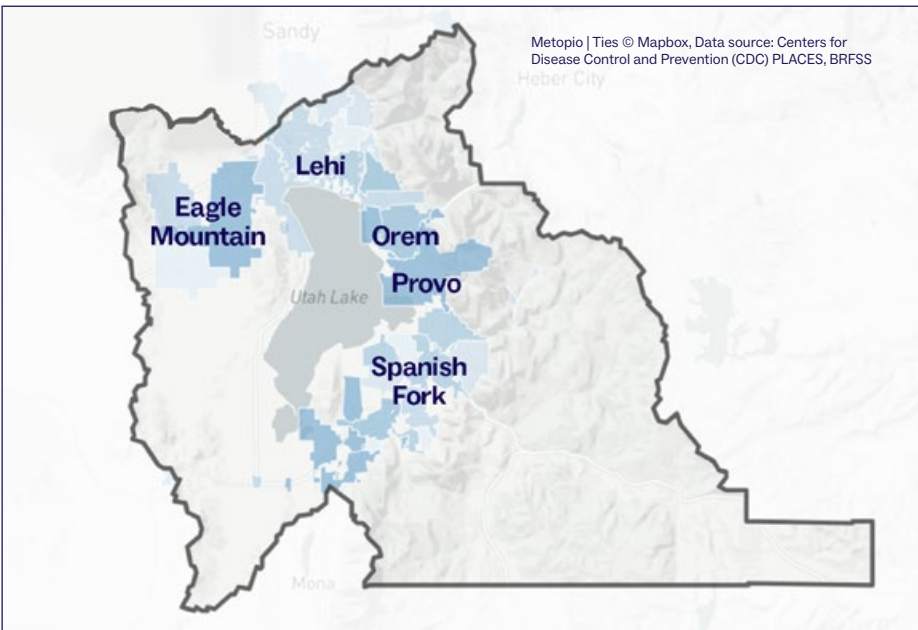 Sandy
Metopio | Ties © Mapbox, Data source: Centers for
Disease Control and Prevention (CDC) PLACES, BRFSS
Heber City
Lehi
Eagle
Mountain
Orem
Provo
Utah Lake
Spanish
Fork
Mona